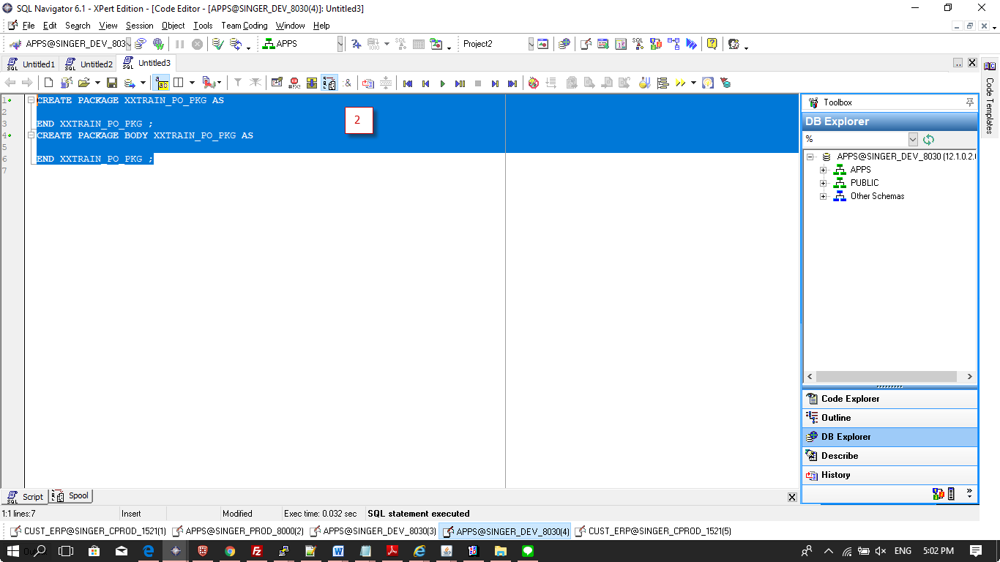 SQL Navigator 6.1 - XPert Edition - [Code Editor - [APPS@SINGER_DEV_8030(4)]: Untitled3]
File Edit Search View Session Object Tools Team Coding Window Help
APPS@SINGER_DEV_803 APPS Project2
Untitled1 Untitled2 Untitled3
1 CREATE PACKAGE XXTRAIN_PO_PKG AS
2
3 END XXTRAIN_PO_PKG ;
4 CREATE PACKAGE BODY XXTRAIN_PO_PKG AS
5
6 END XXTRAIN_PO_PKG ;
7
2
Toolbox
DB Explorer
%
APPS@SINGER_DEV_8030 (12.1.0.2.
APPS
PUBLIC
Other Schemas
Code Explorer
Outline
DB Explorer
Describe
History
Code Templates
Script Spool
1:1 lines:7 Insert Modified Exec time: 0.032 sec SQL statement executed
CUST_ERP@SINGER_CPROD_1521(1) APPS@SINGER_PROD_8000(2) APPS@SINGER_DEV_8030(3) APPS@SINGER_DEV_8030(4) CUST_ERP@SINGER_CPROD_1521(5)
ENG 5:02 PM